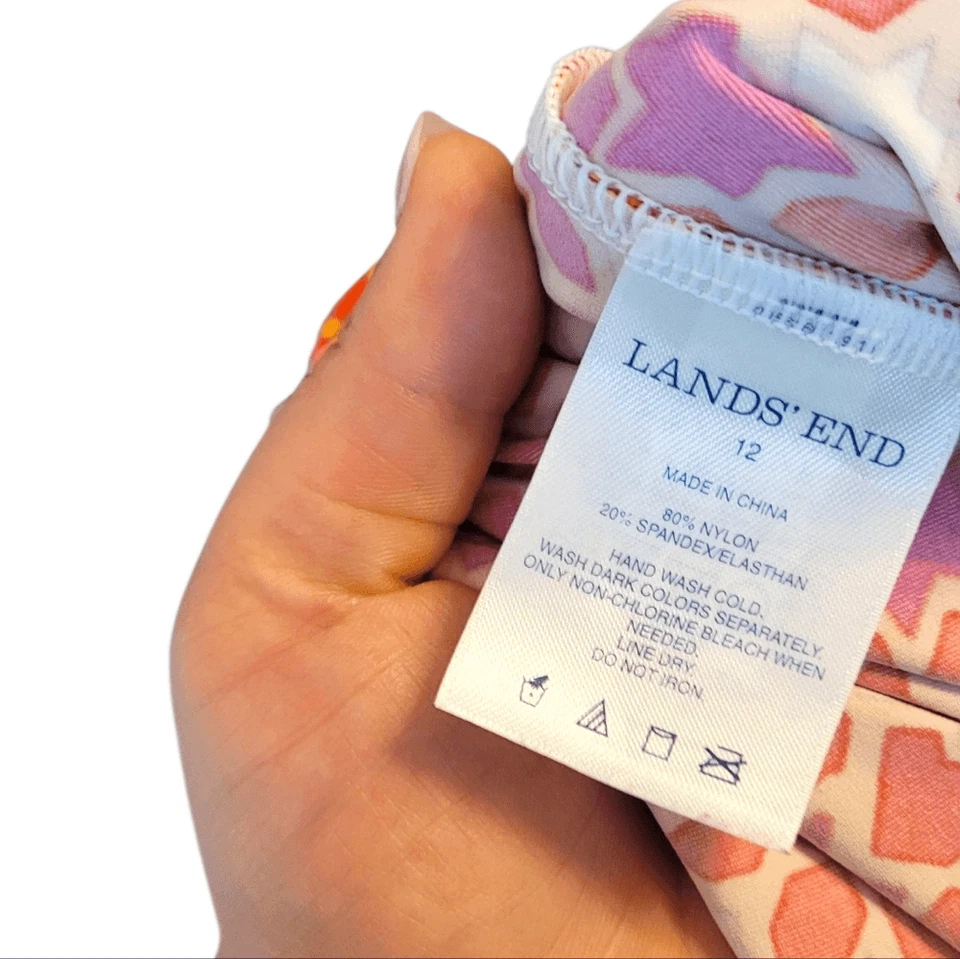 LANDS' END
12
MADE IN CHINA
80% NYLON
20% SPANDEX/ELASTHAN
HAND WASH COLD.
WASH DARK COLORS SEPARATELY.
ONLY NON-CHLORINE BLEACH WHEN
NEEDED.
LINE DRY.
DO NOT IRON.